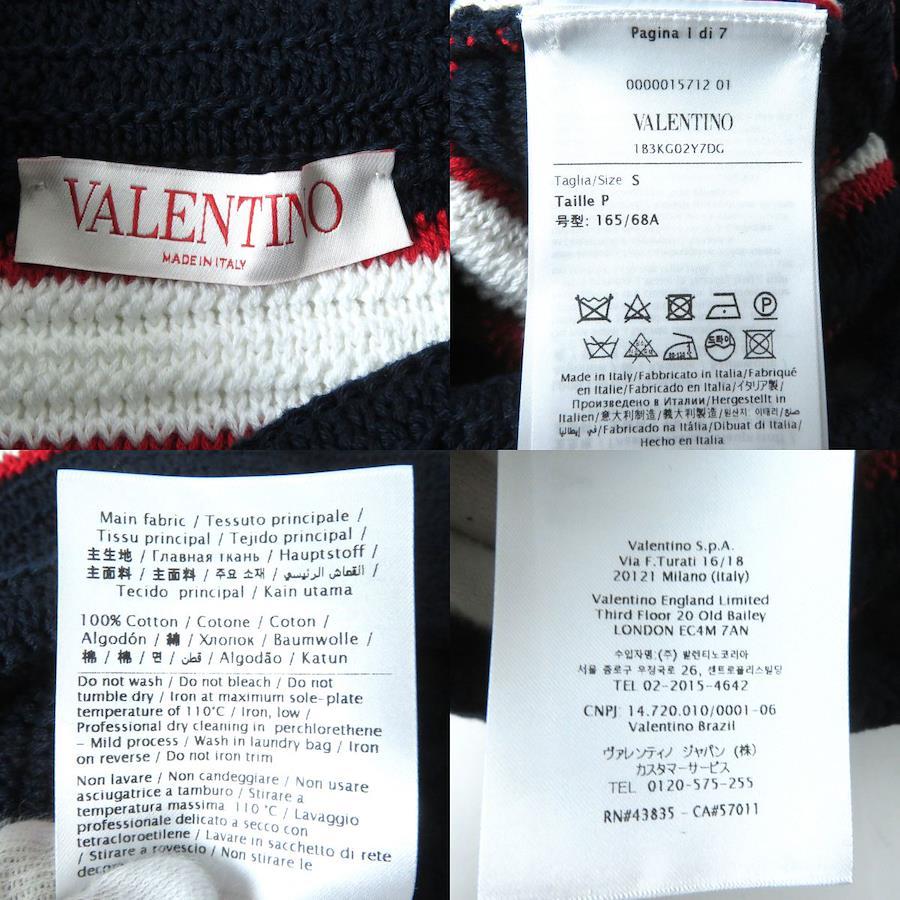 VALENTINO
MADE IN ITALY
Pagina 1 di 7
0000015712 01
VALENTINO
1B3KG02Y7DG
Taglia/Size S
Taille P
号型: 165/68A
P
드라이
Made in Italy/Fabbricato in Italia/Fabriqué
en Italie/Fabricado en Italia/イタリア製/
Произведено в Италии/Hergestellt in
Italien/意大利制造/義大利製造/원산지: 이태리/صنع
في إيطاليا/Fabricado na Itália/Dibuat di Italia/
Hecho en Italia
Main fabric / Tessuto principale /
Tissu principal / Tejido principal /
主生地 / Главная ткань / Hauptstoff /
主面料 / 主面料 / 주요 소재 / القماش الرئيسي /
Tecido principal / Kain utama
100% Cotton / Cotone / Coton /
Algodón / 綿 / Хлопок / Baumwolle /
棉 / 棉 / 면 / قطن / Algodão / Katun
Do not wash / Do not bleach / Do not
tumble dry / Iron at maximum sole-plate
temperature of 110°C / Iron, low /
Professional dry cleaning in perchlorethene
- Mild process / Wash in laundry bag / Iron
on reverse / Do not iron trim
Non lavare / Non candeggiare / Non usare
asciugatrice a tamburo / Stirare a
temperatura massima 110°C / Lavaggio
professionale delicato a secco con
tetracloroetilene / Lavare in sacchetto di rete
/ Stirare a rovescio / Non stirare le
Valentino S.p.A.
Via F.Turati 16/18
20121 Milano (Italy)
Valentino England Limited
Third Floor 20 Old Bailey
LONDON EC4M 7AN
수입자명:(주) 발렌티노코리아
서울 종로구 우정국로 26, 센트로폴리스빌딩
TEL 02-2015-4642
CNPJ: 14.720.010/0001-06
Valentino Brazil
ヴァレンティノ ジャパン (株)
カスタマーサービス
TEL 0120-575-255
RN#43835 - CA#57011